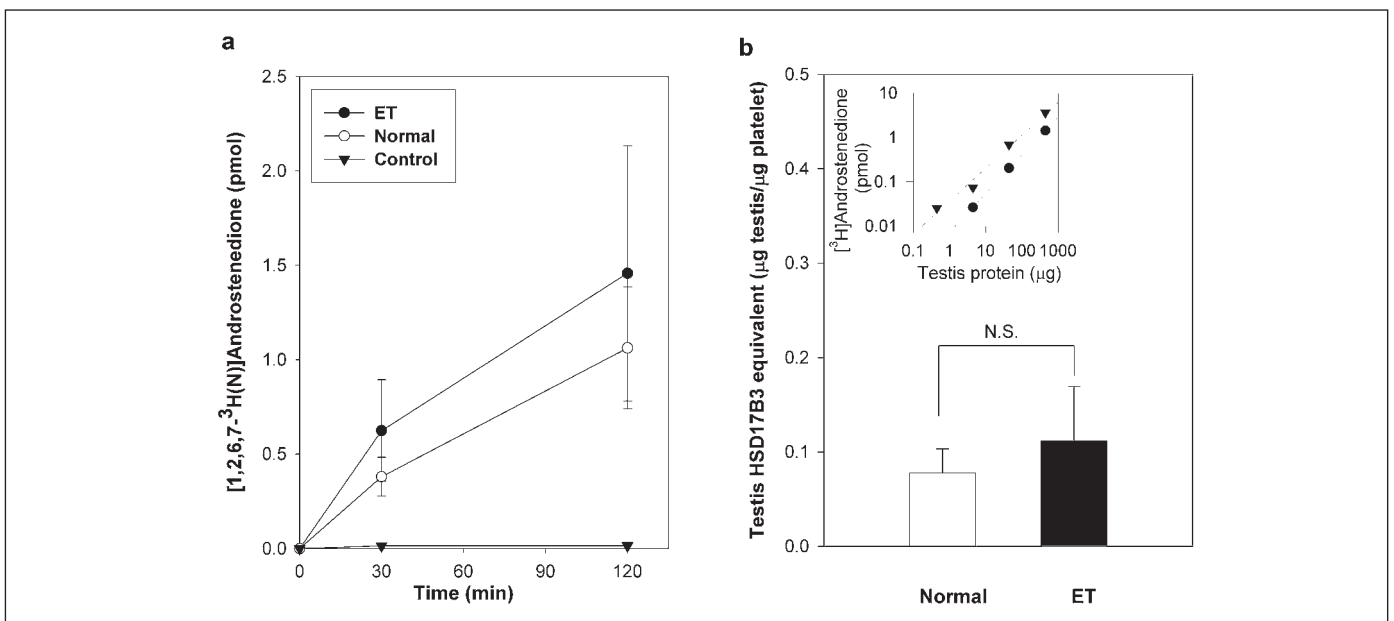 a
[1,2,6,7-³H(N)]Androstenedione (pmol)
2.5
2.0
1.5
1.0
0.5
0.0
ET
Normal
Control
0
30
60
90
120
Time (min)
b
Testis HSD17B3 equivalent (μg testis/μg platelet)
0.5
0.4
0.3
0.2
0.1
0.0
[³H]Androstenedione
(pmol)
10
1
0.1
0.01
0.1
1
10
100
1000
Testis protein (μg)
N.S.
Normal
ET